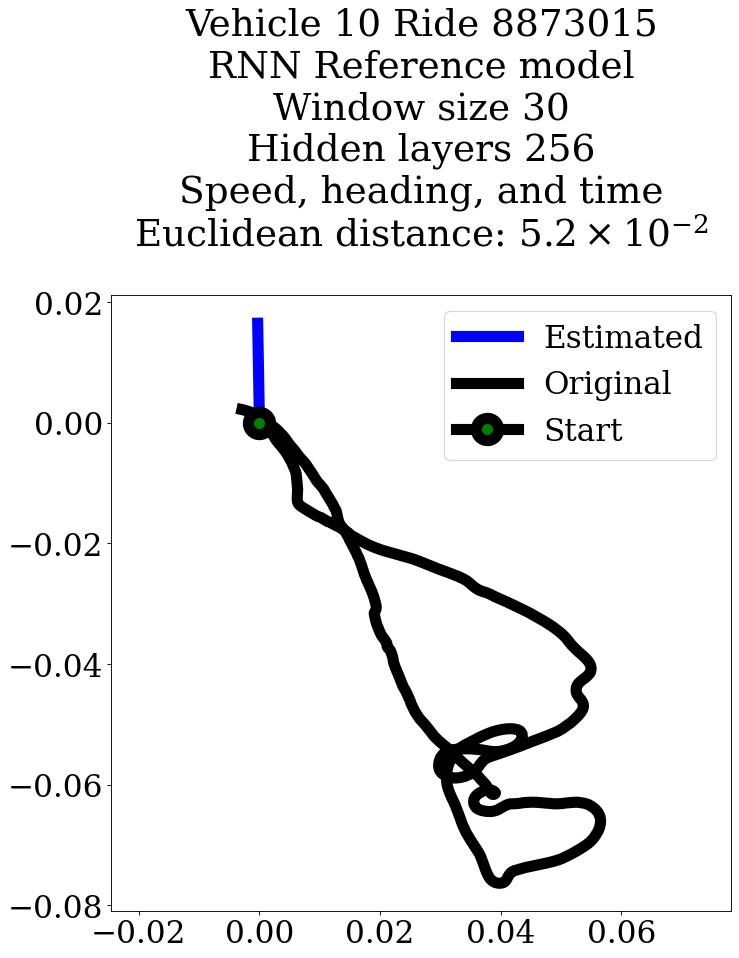 Vehicle 10 Ride 8873015
RNN Reference model
Window size 30
Hidden layers 256
Speed, heading, and time
Euclidean distance: 5.2 × 10⁻²
Estimated
Original
Start
0.02
0.00
−0.02
−0.04
−0.06
−0.08
−0.02 0.00 0.02 0.04 0.06